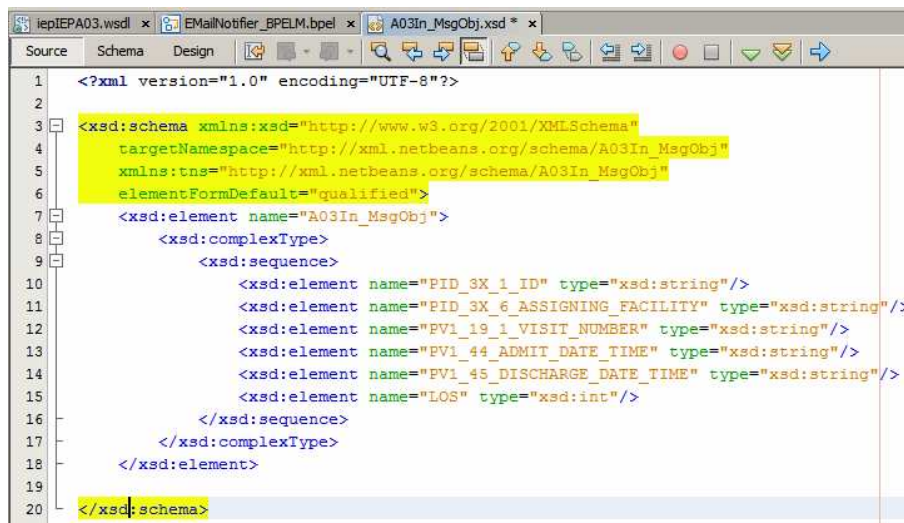 iepIEPA03.wsdl x EMailNotifier_BPELM.bpel x A03In_MsgObj.xsd * x
Source Schema Design
1 <?xml version="1.0" encoding="UTF-8"?>
2
3 <xsd:schema xmlns:xsd="http://www.w3.org/2001/XMLSchema"
4 targetNamespace="http://xml.netbeans.org/schema/A03In_MsgObj"
5 xmlns:tns="http://xml.netbeans.org/schema/A03In_MsgObj"
6 elementFormDefault="qualified">
7 <xsd:element name="A03In_MsgObj">
8 <xsd:complexType>
9 <xsd:sequence>
10 <xsd:element name="PID_3X_1_ID" type="xsd:string"/>
11 <xsd:element name="PID_3X_6_ASSIGNING_FACILITY" type="xsd:string"/>
12 <xsd:element name="PV1_19_1_VISIT_NUMBER" type="xsd:string"/>
13 <xsd:element name="PV1_44_ADMIT_DATE_TIME" type="xsd:string"/>
14 <xsd:element name="PV1_45_DISCHARGE_DATE_TIME" type="xsd:string"/>
15 <xsd:element name="LOS" type="xsd:int"/>
16 </xsd:sequence>
17 </xsd:complexType>
18 </xsd:element>
19
20 </xsd:schema>